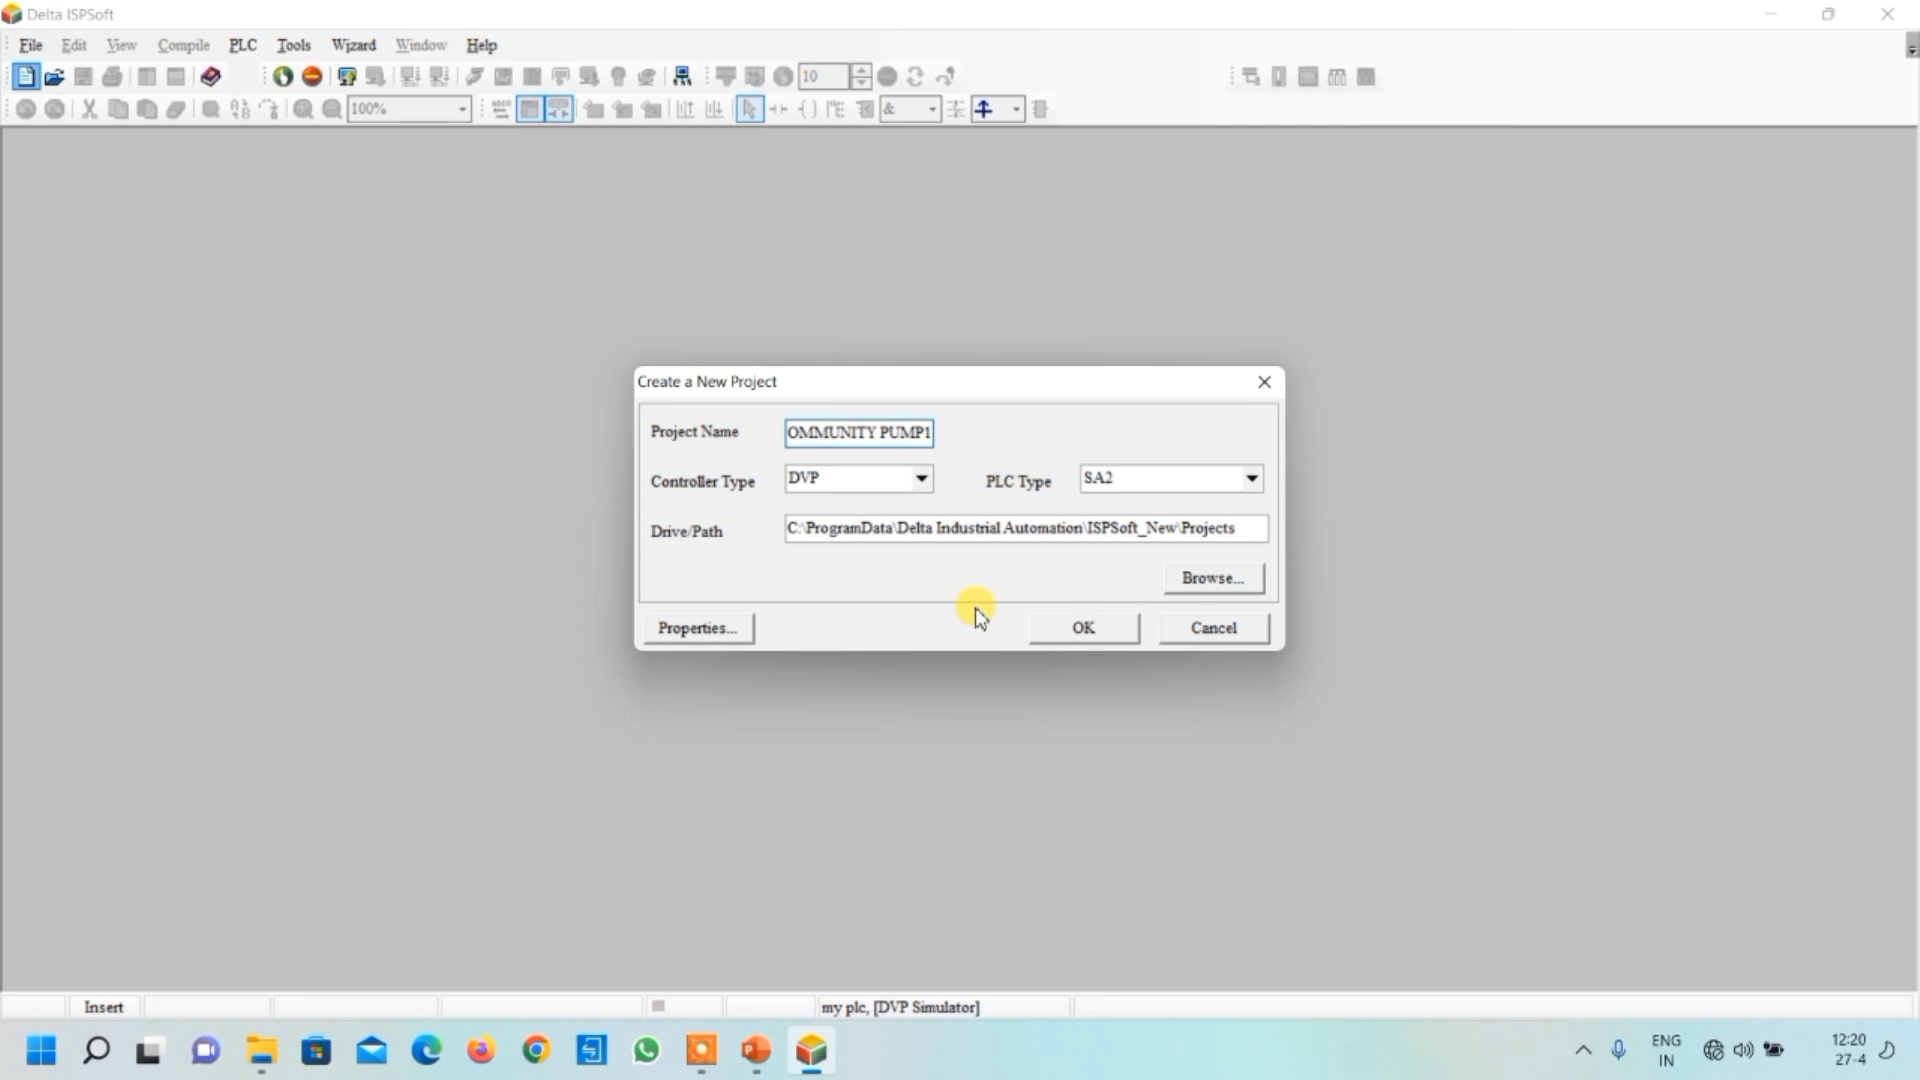 Delta ISPSoft
File Edit View Compile PLC Tools Wizard Window Help
10
100% &
Create a New Project
Project Name OMMUNITY PUMP1
Controller Type DVP PLC Type SA2
Drive/Path C:\ProgramData\Delta Industrial Automation\ISPSoft_New\Projects
Browse...
Properties... OK Cancel
Insert my plc, [DVP Simulator]
ENG 12:20
IN 27-4